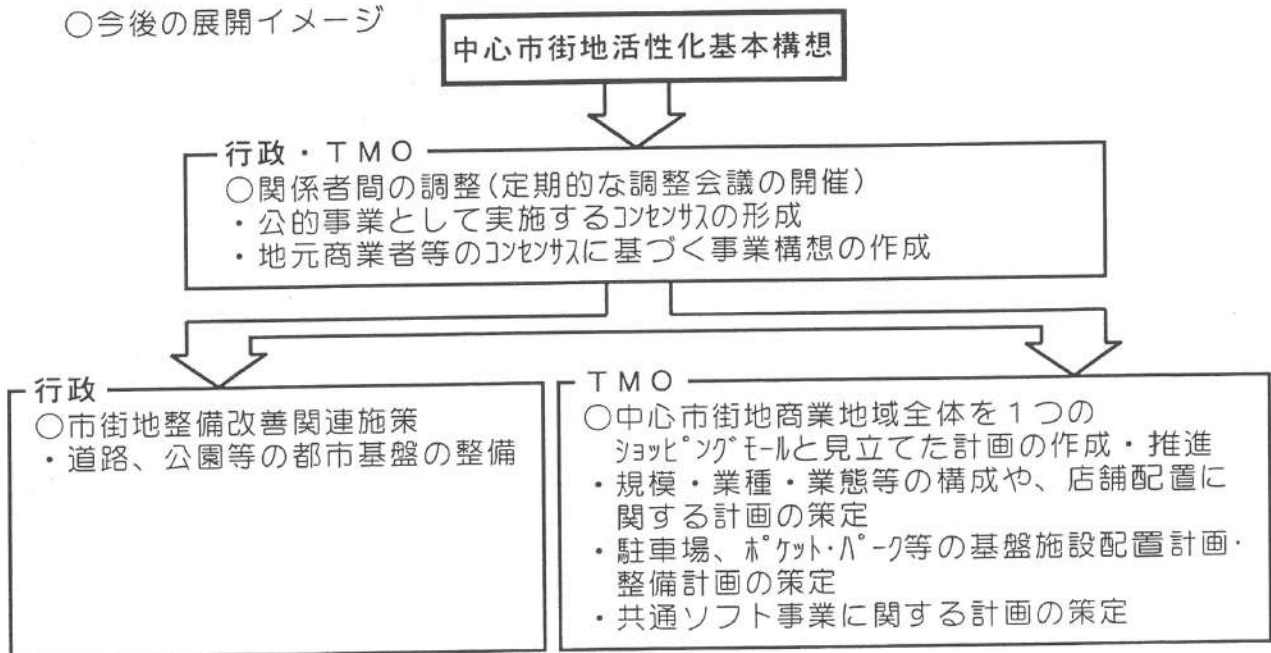 ○今後の展開イメージ
中心市街地活性化基本構想
行政・TMO
○関係者間の調整(定期的な調整会議の開催)
・公的事業として実施するｺﾝｾﾝｻｽの形成
・地元商業者等のｺﾝｾﾝｻｽに基づく事業構想の作成
行政
○市街地整備改善関連施策
・道路、公園等の都市基盤の整備
TMO
○中心市街地商業地域全体を１つの
ｼｮｯﾋﾟﾝｸﾞﾓｰﾙと見立てた計画の作成・推進
・規模・業種・業態等の構成や、店舗配置に
関する計画の策定
・駐車場、ﾎﾟｹｯﾄ･ﾊﾟｰｸ等の基盤施設配置計画･
整備計画の策定
・共通ソフト事業に関する計画の策定